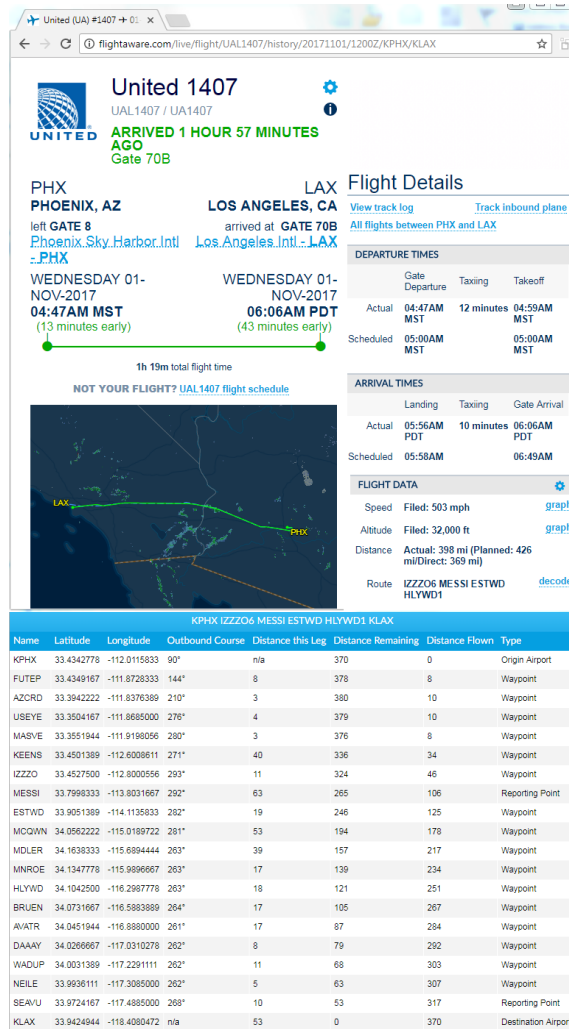 United (UA) #1407 ✈ 01
flightaware.com/live/flight/UAL1407/history/20171101/1200Z/KPHX/KLAX
UNITED
United 1407
UAL1407 / UA1407
ARRIVED 1 HOUR 57 MINUTES
AGO
Gate 70B
PHX
PHOENIX, AZ
left GATE 8
Phoenix Sky Harbor Intl
- PHX
LAX
LOS ANGELES, CA
arrived at GATE 70B
Los Angeles Intl - LAX
WEDNESDAY 01-
NOV-2017
04:47AM MST
(13 minutes early)
WEDNESDAY 01-
NOV-2017
06:06AM PDT
(43 minutes early)
1h 19m total flight time
NOT YOUR FLIGHT? UAL1407 flight schedule
LAX
PHX
Flight Details
View track log Track inbound plane
All flights between PHX and LAX
DEPARTURE TIMES
Gate Departure Taxiing Takeoff
Actual 04:47AM MST 12 minutes 04:59AM MST
Scheduled 05:00AM MST 05:00AM MST
ARRIVAL TIMES
Landing Taxiing Gate Arrival
Actual 05:56AM PDT 10 minutes 06:06AM PDT
Scheduled 05:58AM 06:49AM
FLIGHT DATA
Speed Filed: 503 mph graph
Altitude Filed: 32,000 ft graph
Distance Actual: 398 mi (Planned: 426 mi/Direct: 369 mi)
Route IZZZO6 MESSI ESTWD HLYWD1 decode
KPHX IZZZO6 MESSI ESTWD HLYWD1 KLAX
Name Latitude Longitude Outbound Course Distance this Leg Distance Remaining Distance Flown Type
KPHX 33.4342778 -112.0115833 90° n/a 370 0 Origin Airport
FUTEP 33.4349167 -111.8728333 144° 8 378 8 Waypoint
AZCRD 33.3942222 -111.8376389 210° 3 380 10 Waypoint
USEYE 33.3504167 -111.8685000 276° 4 379 10 Waypoint
MASVE 33.3551944 -111.9198056 280° 3 376 8 Waypoint
KEENS 33.4501389 -112.6008611 271° 40 336 34 Waypoint
IZZZO 33.4527500 -112.8000556 293° 11 324 46 Waypoint
MESSI 33.7998333 -113.8031667 292° 63 265 106 Reporting Point
ESTWD 33.9051389 -114.1135833 282° 19 246 125 Waypoint
MCQWN 34.0562222 -115.0189722 281° 53 194 178 Waypoint
MDLER 34.1638333 -115.6894444 263° 39 157 217 Waypoint
MNROE 34.1347778 -115.9896667 263° 17 139 234 Waypoint
HLYWD 34.1042500 -116.2987778 263° 18 121 251 Waypoint
BRUEN 34.0731667 -116.5883889 264° 17 105 267 Waypoint
AVATR 34.0451944 -116.8880000 261° 17 87 284 Waypoint
DAAAY 34.0266667 -117.0310278 262° 8 79 292 Waypoint
WADUP 34.0031389 -117.2291111 262° 11 68 303 Waypoint
NEILE 33.9936111 -117.3085000 262° 5 63 307 Waypoint
SEAVU 33.9724167 -117.4885000 268° 10 53 317 Reporting Point
KLAX 33.9424944 -118.4080472 n/a 53 0 370 Destination Airport